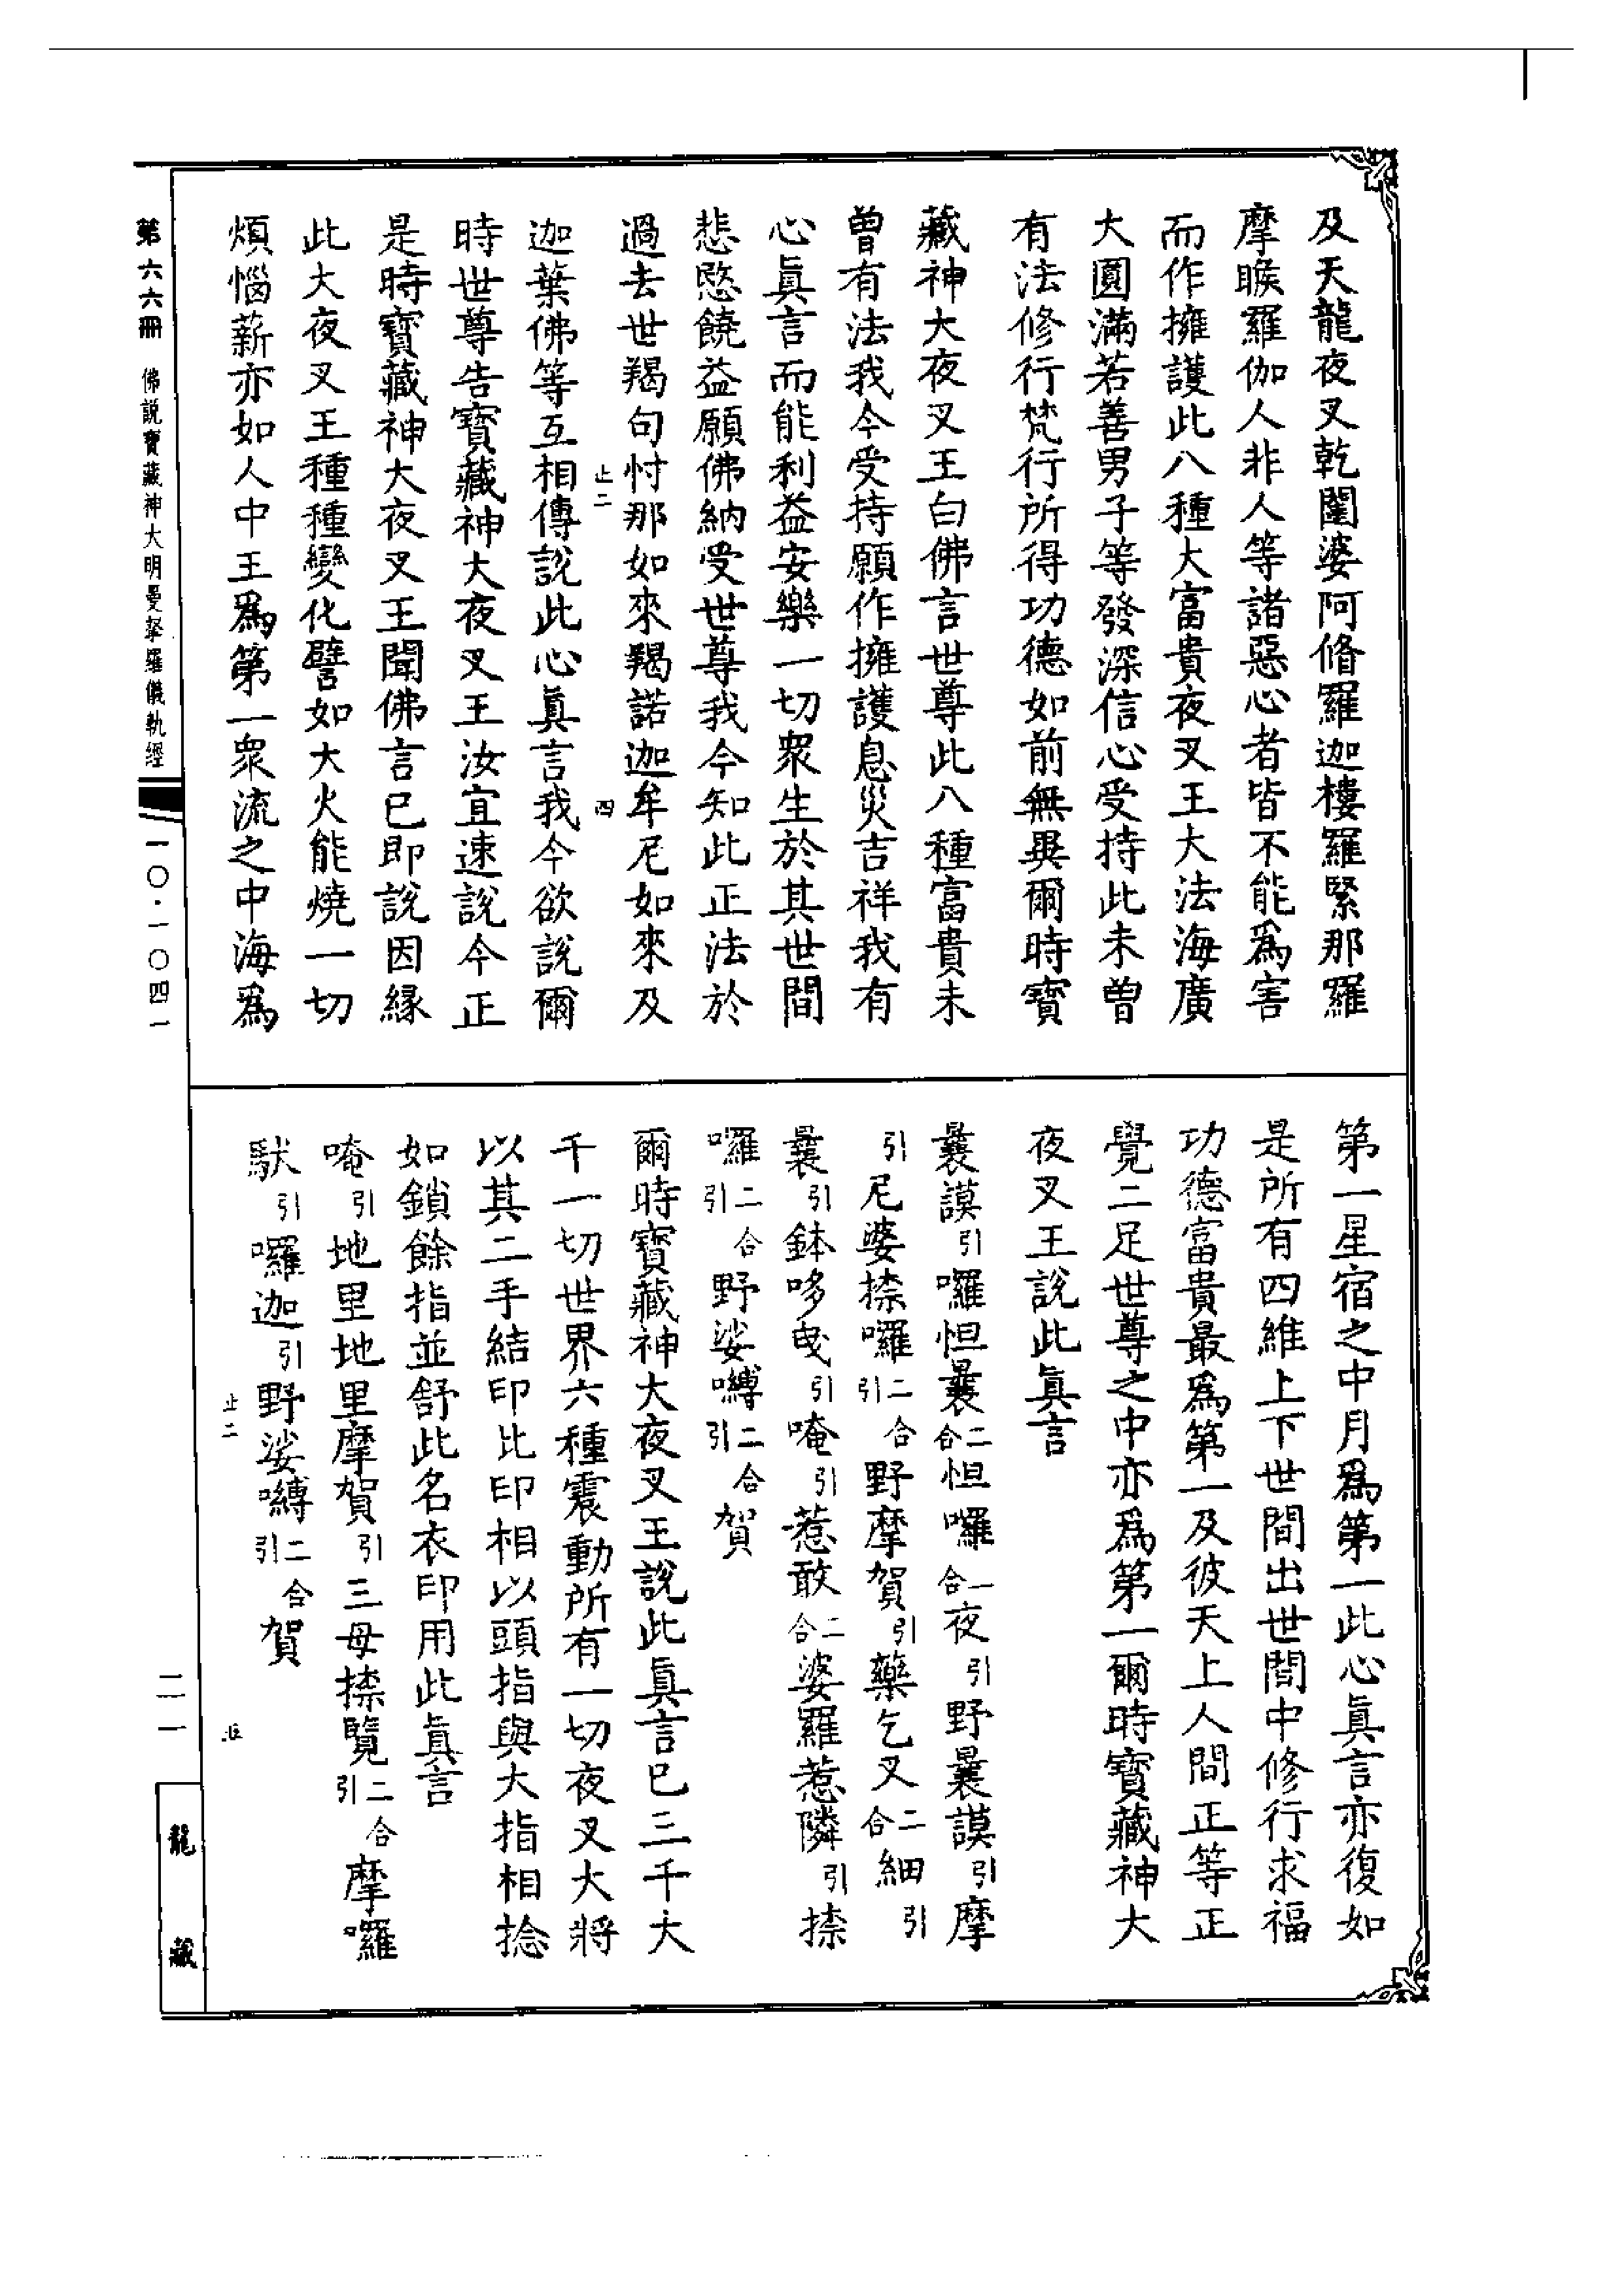 及天龍夜叉乾闥婆阿脩羅迦樓羅緊那羅
摩睺羅伽人非人等諸惡心者皆不能爲害
而作擁護此八種大富貴夜叉王大法海廣
大圓滿若善男子等發深信心受持此未曾
有法修行梵行所得功德如前無異爾時寶
藏神大夜叉王白佛言世尊此八種富貴未
曾有法我今受持願作擁護息災吉祥我有
心眞言而能利益安樂一切衆生於其世間
悲愍饒益願佛納受世尊我今知此正法於
過去世羯句忖那如來羯諾迦牟尼如來及
止二 四
迦葉佛等互相傳說此心眞言我今欲說爾
時世尊告寶藏神大夜叉王汝宜速說今正
是時寶藏神大夜叉王聞佛言已即說因緣
此大夜叉王種種變化譬如大火能燒一切
煩惱薪亦如人中王爲第一衆流之中海爲
第一星宿之中月爲第一此心眞言亦復如
是所有四維上下世間出世間中修行求福
功德富貴最爲第一及彼天上人間正等正
覺二足世尊之中亦爲第一爾時寶藏神大
夜叉王說此眞言
曩謨引囉怛曩二合怛囉一合夜引野曩謨引摩
引尼婆捺囉二合引野摩賀引藥乞叉二合細引
曩引鉢哆曳引唵引惹敢二合婆羅惹隣引捺
囉二合引野娑嚩二合引賀
爾時寶藏神大夜叉王說此眞言已三千大
千一切世界六種震動所有一切夜叉大將
以其二手結印比印相以頭指與大指相捻
如鎖餘指並舒此名衣印用此眞言
唵引地里地里摩賀引三母捺覽二合引摩囉
馱引囉迦引野娑嚩二合引賀
止二
第六六冊 佛說寶藏神大明曼拏羅儀軌經
一〇·一〇四一
二一
龍藏